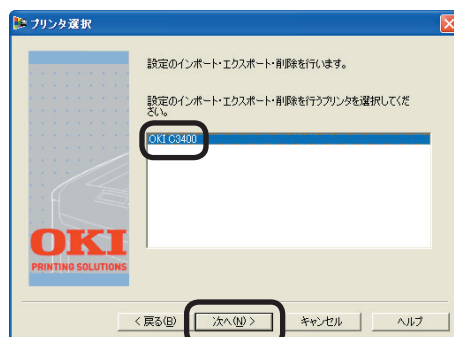 プリンタ選択
設定のインポート・エクスポート・削除を行います。
設定のインポート・エクスポート・削除を行うプリンタを選択してくだ
さい。
OKI C3400
OKI
PRINTING SOLUTIONS
< 戻る(B)
次へ(N) >
キャンセル
ヘルプ